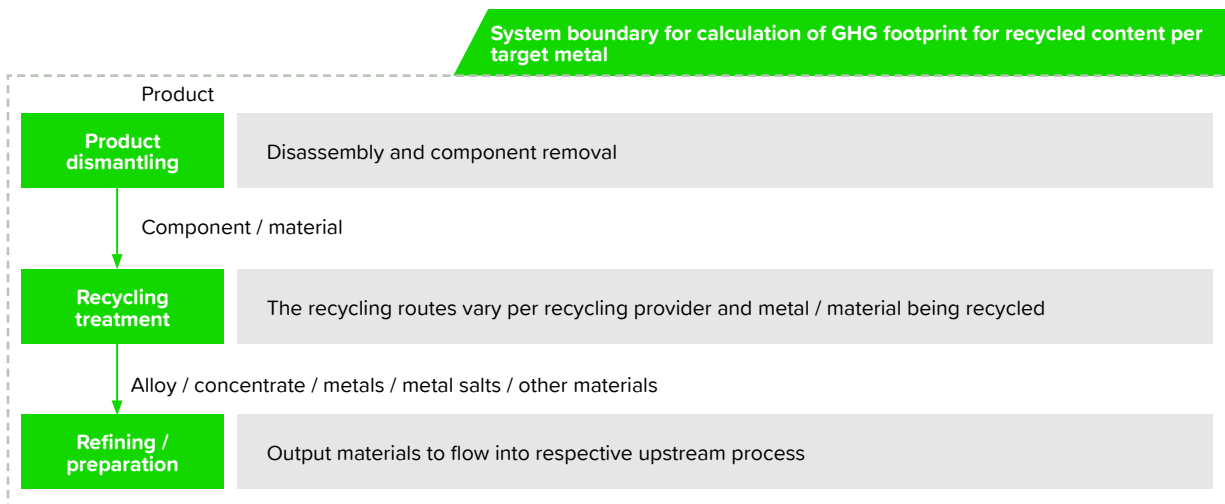 System boundary for calculation of GHG footprint for recycled content per
target metal
Product
Product
dismantling
Disassembly and component removal
Component / material
Recycling
treatment
The recycling routes vary per recycling provider and metal / material being recycled
Alloy / concentrate / metals / metal salts / other materials
Refining /
preparation
Output materials to flow into respective upstream process